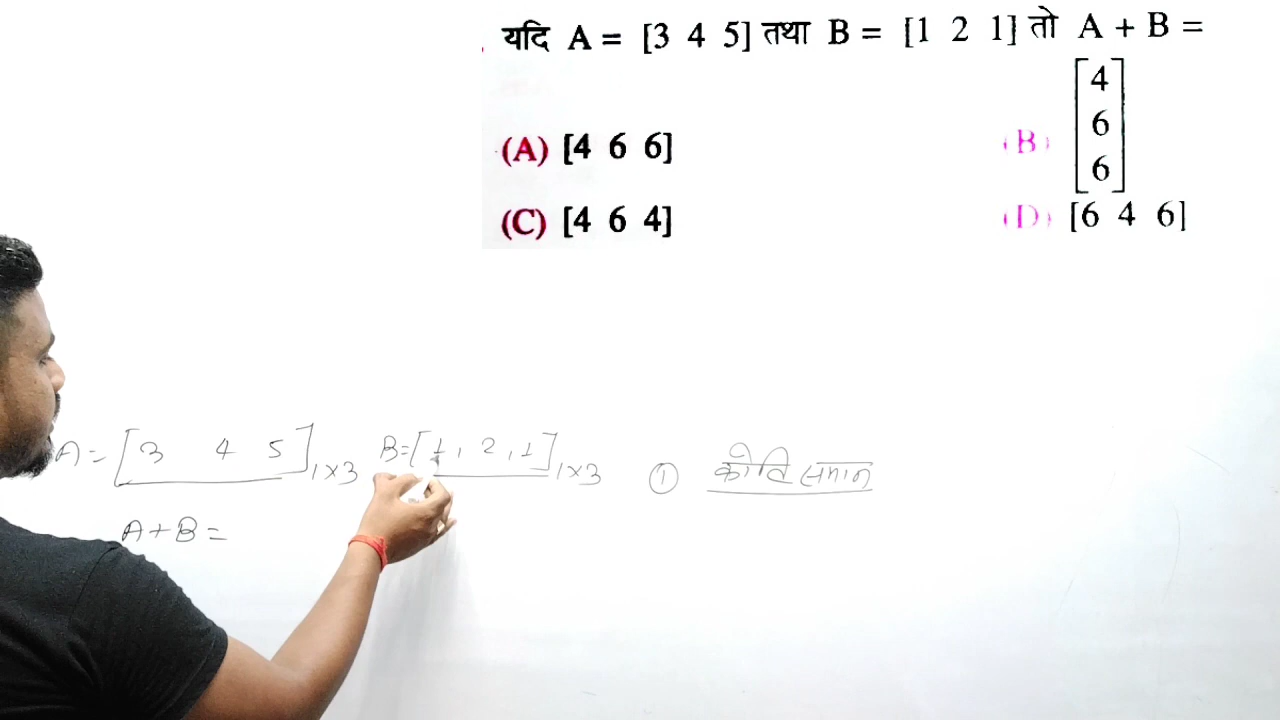 यदि A = [3 4 5] तथा B = [1 2 1] तो A + B =
(A) [4 6 6]
(B) [4 6 6]
(C) [4 6 4]
(D) [6 4 6]
A = [3 4 5] 1×3 B = [1, 2, 1] 1×3 ① कोटि समान
A + B =